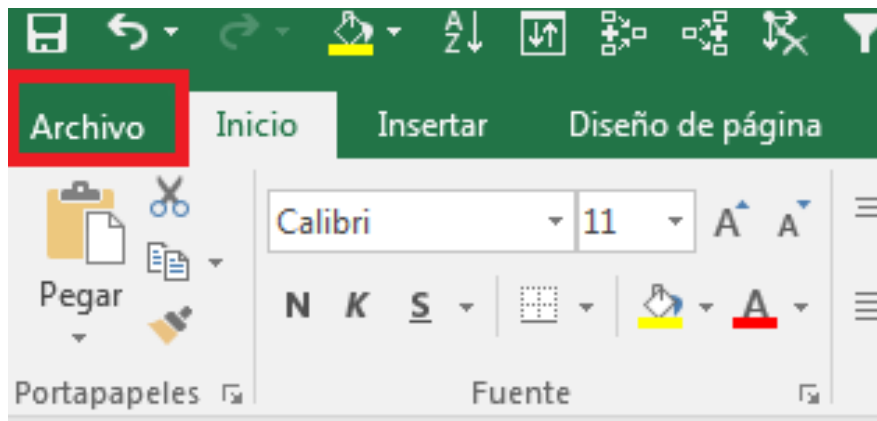 A
Z
Archivo Inicio Insertar Diseño de página
Calibri 11 A A
Pegar N K S A
Portapapeles Fuente